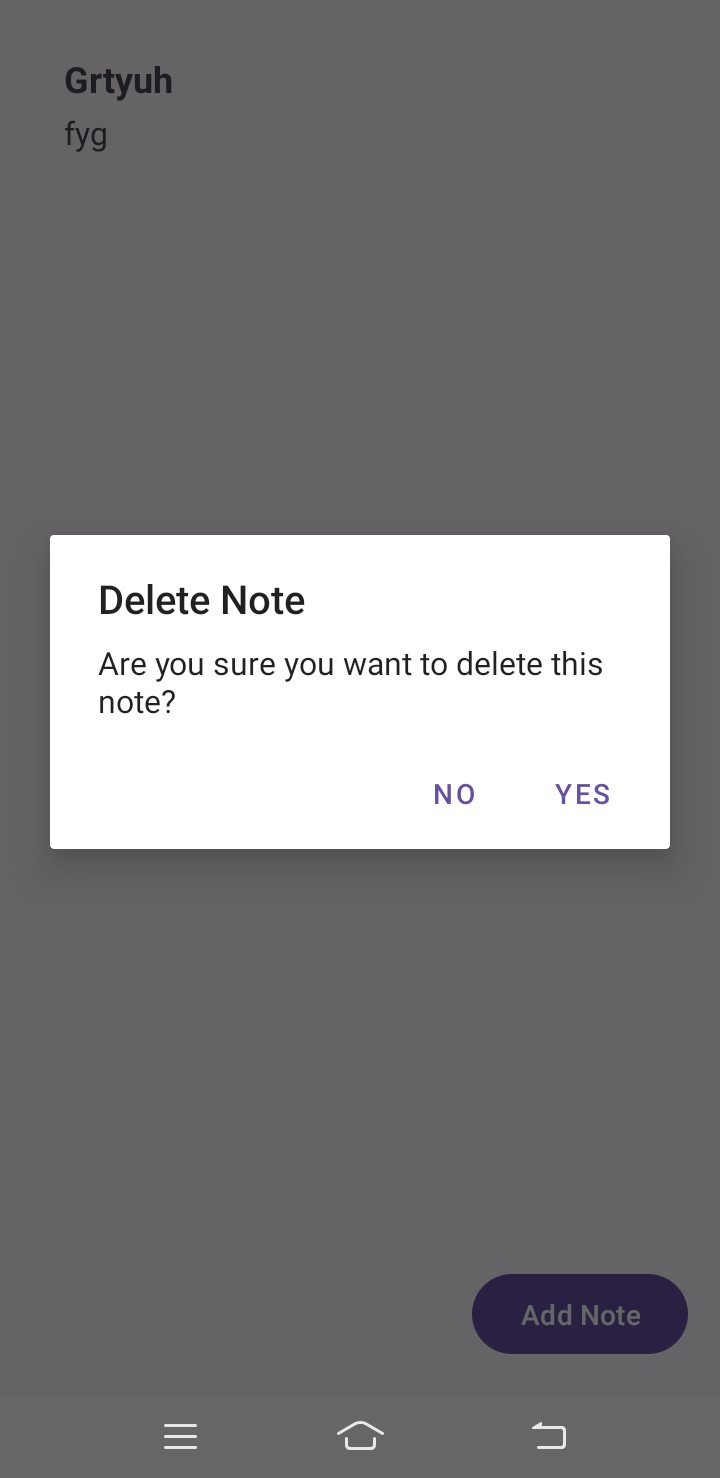 Grtyuh
fyg
Delete Note
Are you sure you want to delete this
note?
NO YES
Add Note